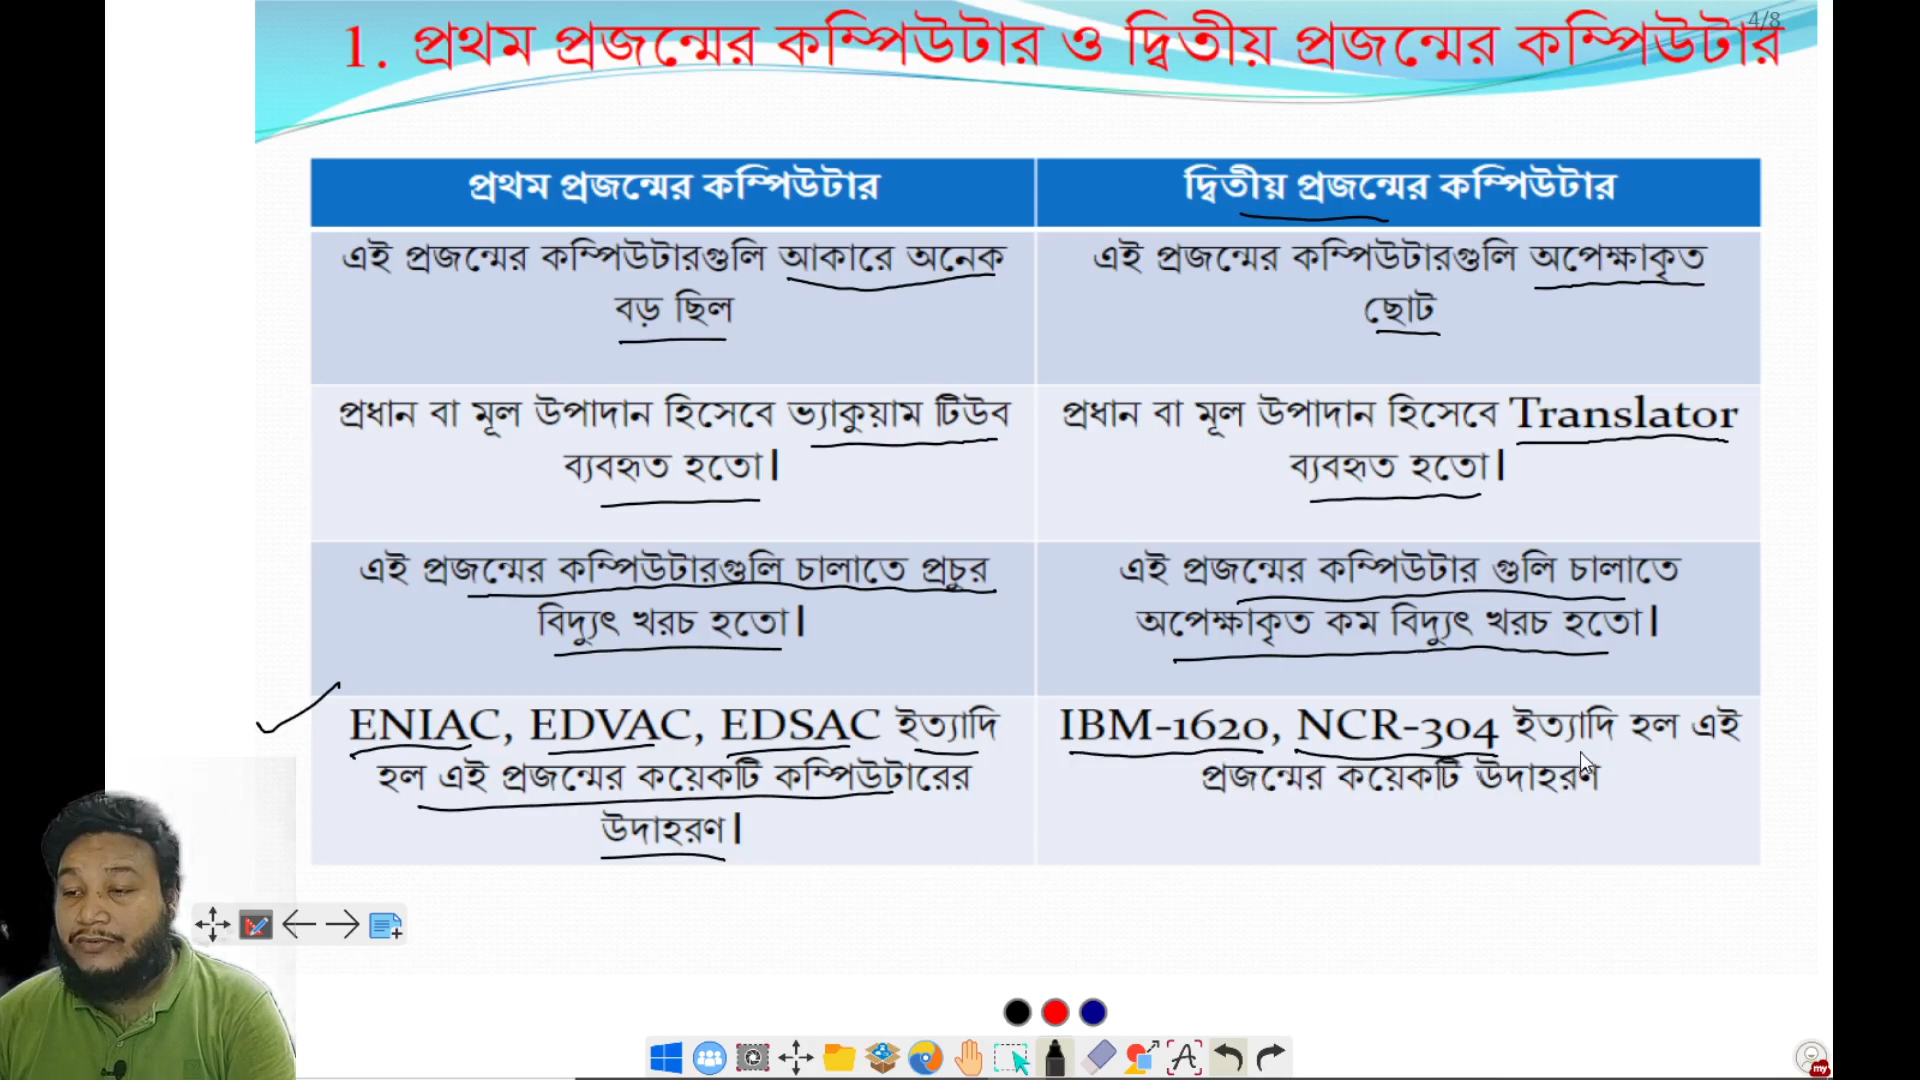 4/8
1. প্রথম প্রজন্মের কম্পিউটার ও দ্বিতীয় প্রজন্মের কম্পিউটার
প্রথম প্রজন্মের কম্পিউটার
দ্বিতীয় প্রজন্মের কম্পিউটার
এই প্রজন্মের কম্পিউটারগুলি আকারে অনেক
বড় ছিল
এই প্রজন্মের কম্পিউটারগুলি অপেক্ষাকৃত
ছোট
প্রধান বা মূল উপাদান হিসেবে ভ্যাকুয়াম টিউব
ব্যবহৃত হতো।
প্রধান বা মূল উপাদান হিসেবে Translator
ব্যবহৃত হতো।
এই প্রজন্মের কম্পিউটারগুলি চালাতে প্রচুর
বিদ্যুৎ খরচ হতো।
এই প্রজন্মের কম্পিউটার গুলি চালাতে
অপেক্ষাকৃত কম বিদ্যুৎ খরচ হতো।
ENIAC, EDVAC, EDSAC ইত্যাদি
হল এই প্রজন্মের কয়েকটি কম্পিউটারের
উদাহরণ।
IBM-1620, NCR-304 ইত্যাদি হল এই
প্রজন্মের কয়েকটি উদাহরণ
my